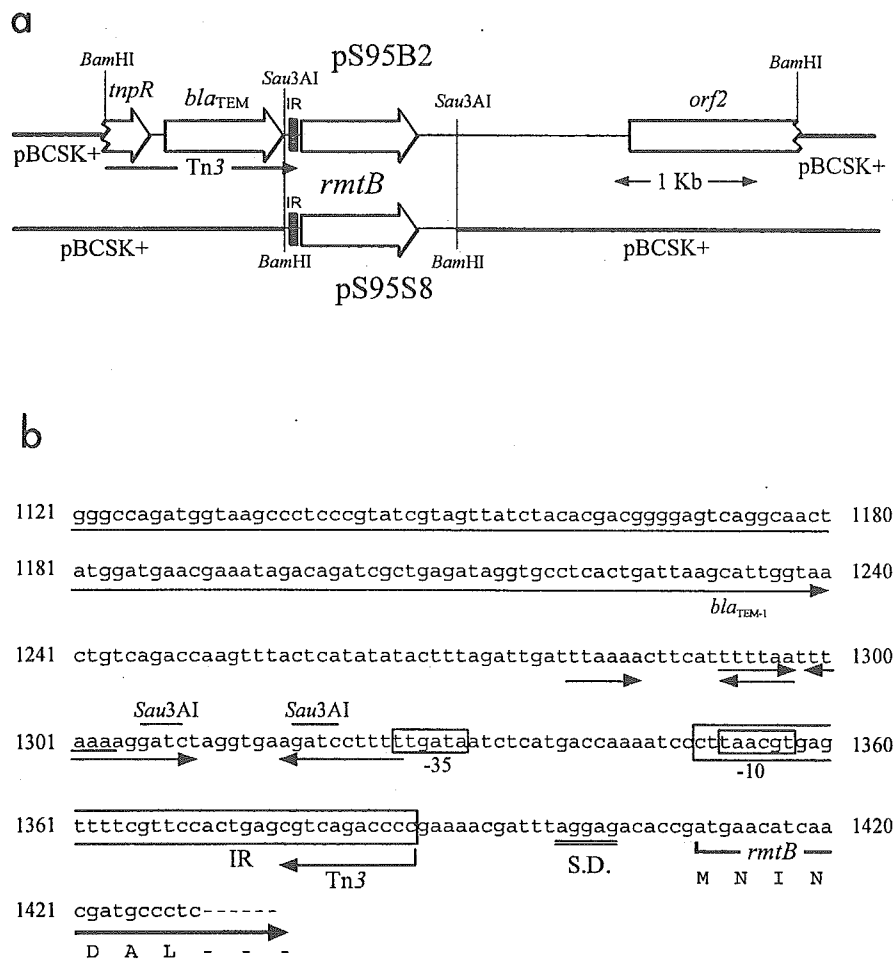 a
pS95B2
BamHI
BamHI
tnpR
blaTEM
Sau3AI
IR
Sau3AI
orf2
pBCSK+
Tn3
rmtB
1 Kb
pBCSK+
IR
pBCSK+
BamHI
BamHI
pBCSK+
pS95S8
b
1121 gggccagatggtaagccctcccgtatcgtagttatctacacgacggggagtcaggcaact 1180
1181 atggatgaacgaaatagacagatcgctgagataggtgcctcactgattaagcattggtaa 1240
blaTEM-1
1241 ctgtcagaccaagtttactcatatatactttagattgatttaaaacttcatttttaattt 1300
Sau3AI Sau3AI
1301 aaaaggatctaggtgaagatcctttttgataatctcatgaccaaaatcccttaacgtgag 1360
-35 -10
1361 ttttcgttccactgagcgtcagaccccgaaaacgatttaggagacaccgatgaacatcaa 1420
IR S.D. rmtB
Tn3
M N I N
1421 cgatgccctc------
D A L - - -